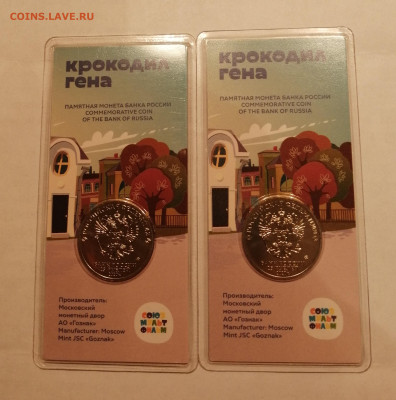 COINS.LAVE.RU
крокодил
гена
ПАМЯТНАЯ МОНЕТА БАНКА РОССИИ
COMMEMORATIVE COIN
OF THE BANK OF RUSSIA
Производитель:
Московский
монетный двор
АО «Гознак»
Manufacturer: Moscow
Mint JSC «Goznak»
СОЮЗ
МУЛЬТ
ФИЛЬМ
крокодил
гена
ПАМЯТНАЯ МОНЕТА БАНКА РОССИИ
COMMEMORATIVE COIN
OF THE BANK OF RUSSIA
Производитель:
Московский
монетный двор
АО «Гознак»
Manufacturer: Moscow
Mint JSC «Goznak»
СОЮЗ
МУЛЬТ
ФИЛЬМ